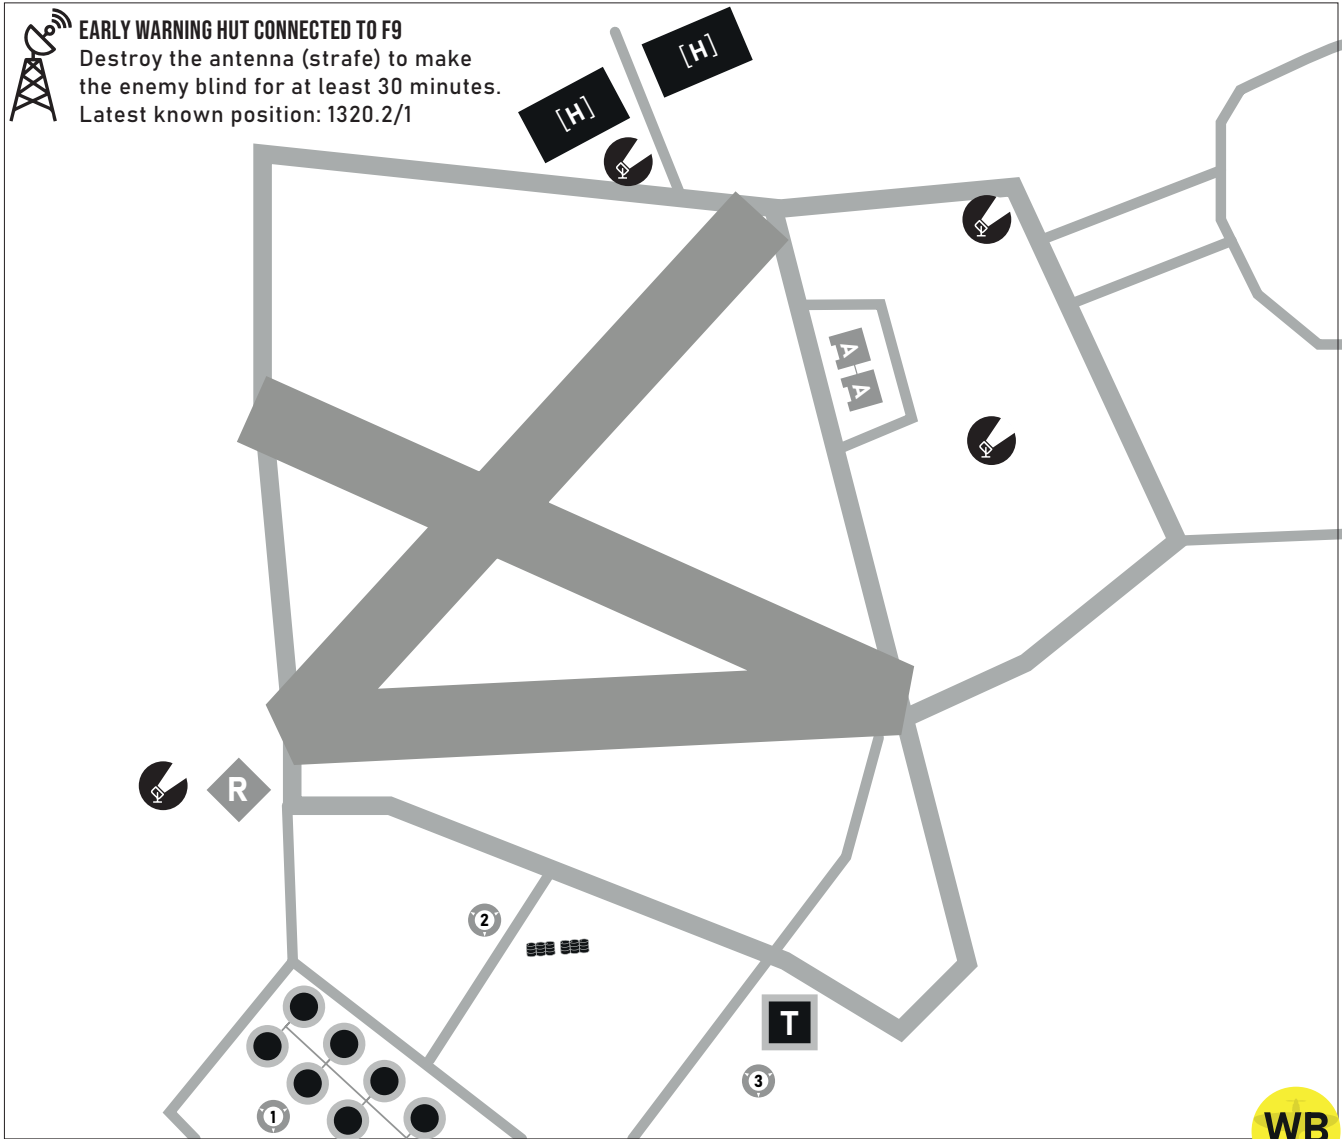 EARLY WARNING HUT CONNECTED TO F9
Destroy the antenna (strafe) to make
the enemy blind for at least 30 minutes.
Latest known position: 1320.2/1
[H]
[H]
A
A
R
2
T
3
1
WB